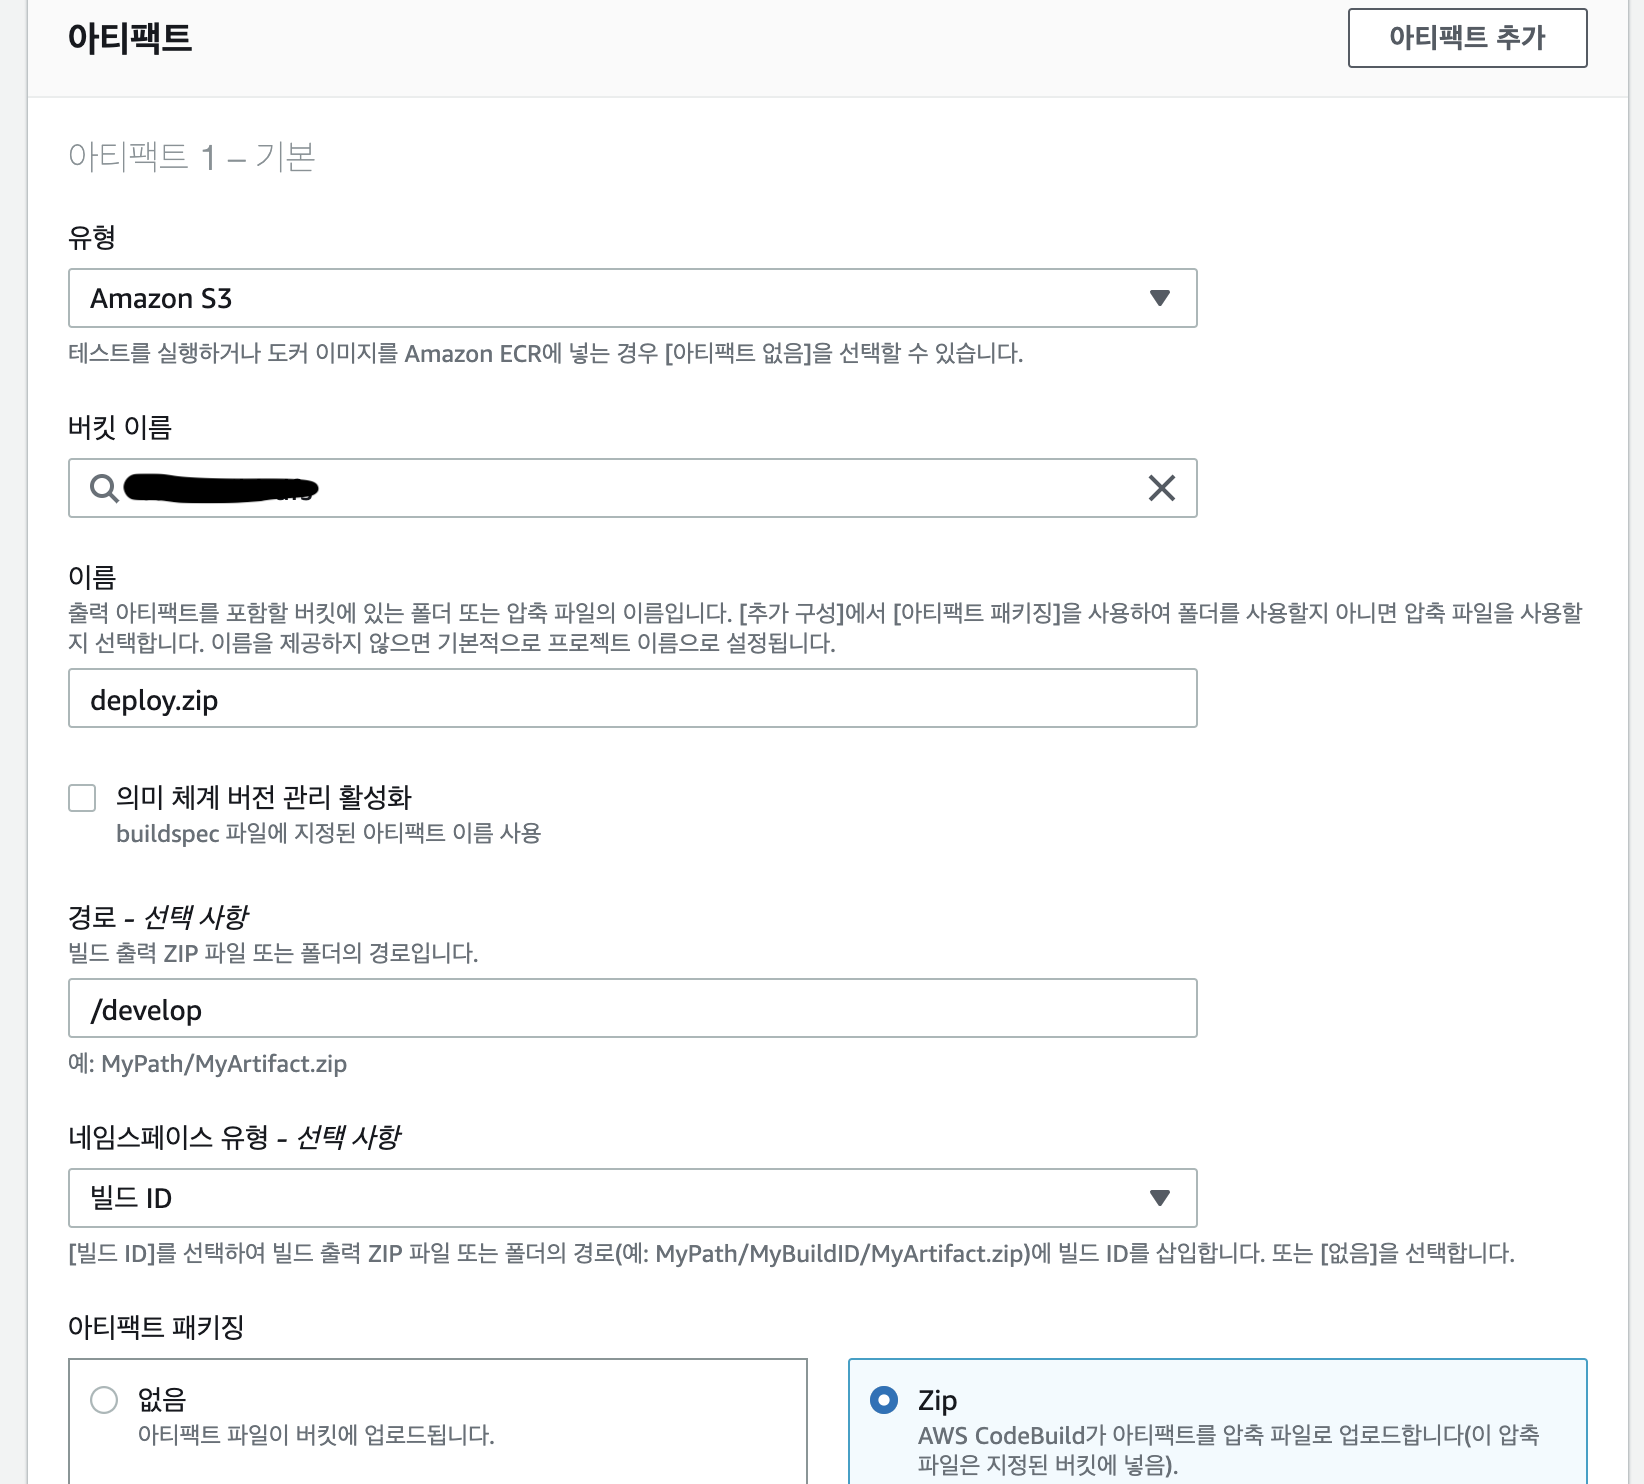 아티팩트
아티팩트 추가
아티팩트 1 – 기본
유형
Amazon S3
테스트를 실행하거나 도커 이미지를 Amazon ECR에 넣는 경우 [아티팩트 없음]을 선택할 수 있습니다.
버킷 이름
이름
출력 아티팩트를 포함할 버킷에 있는 폴더 또는 압축 파일의 이름입니다. [추가 구성]에서 [아티팩트 패키징]을 사용하여 폴더를 사용할지 아니면 압축 파일을 사용할
지 선택합니다. 이름을 제공하지 않으면 기본적으로 프로젝트 이름으로 설정됩니다.
deploy.zip
의미 체계 버전 관리 활성화
buildspec 파일에 지정된 아티팩트 이름 사용
경로 - 선택 사항
빌드 출력 ZIP 파일 또는 폴더의 경로입니다.
/develop
예: MyPath/MyArtifact.zip
네임스페이스 유형 - 선택 사항
빌드 ID
[빌드 ID]를 선택하여 빌드 출력 ZIP 파일 또는 폴더의 경로(예: MyPath/MyBuildID/MyArtifact.zip)에 빌드 ID를 삽입합니다. 또는 [없음]을 선택합니다.
아티팩트 패키징
없음
아티팩트 파일이 버킷에 업로드됩니다.
Zip
AWS CodeBuild가 아티팩트를 압축 파일로 업로드합니다(이 압축
파일은 지정된 버킷에 넣음).